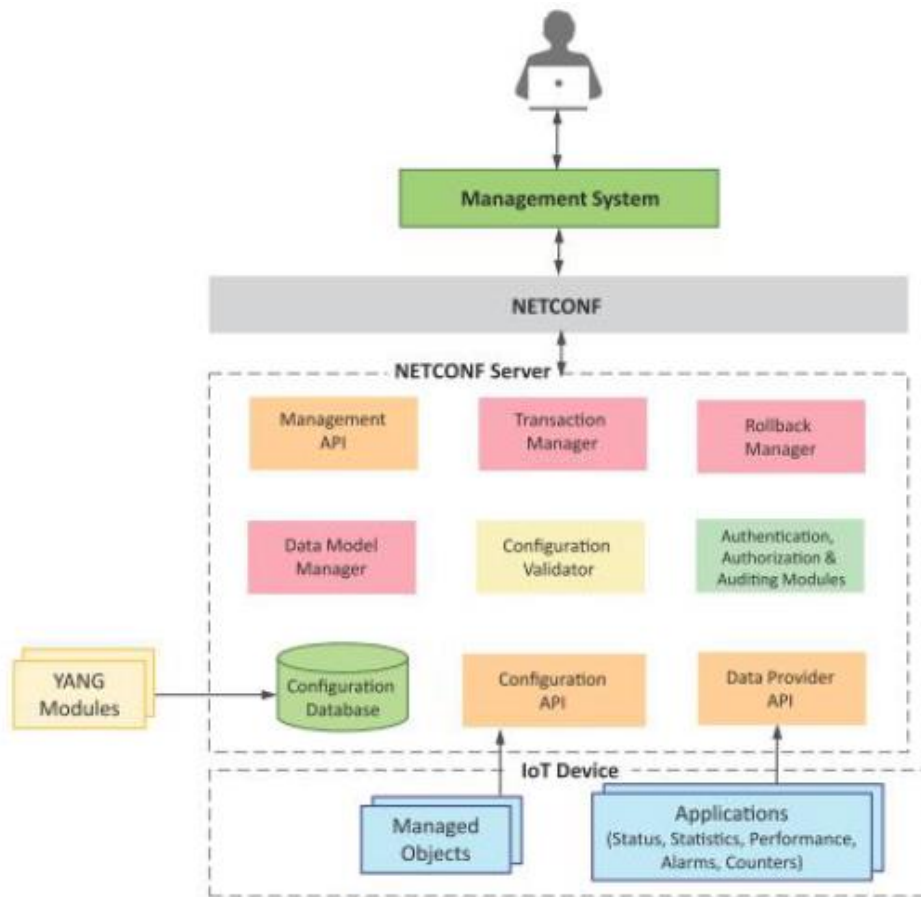 Management System
NETCONF
NETCONF Server
Management
API
Transaction
Manager
Rollback
Manager
Data Model
Manager
Configuration
Validator
Authentication,
Authorization &
Auditing Modules
YANG
Modules
Configuration
Database
Configuration
API
Data Provider
API
IoT Device
Managed
Objects
Applications
(Status, Statistics, Performance,
Alarms, Counters)